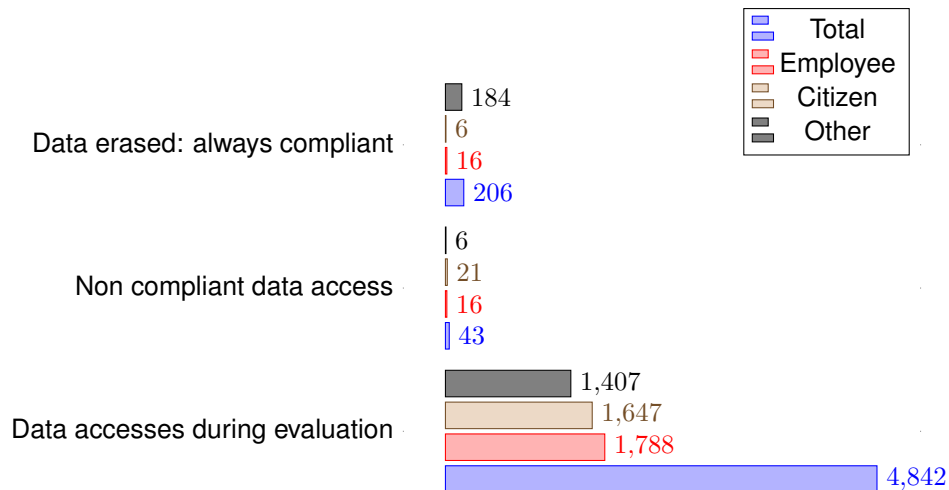 Total
Employee
Citizen
Other
184
6
Data erased: always compliant
16
206
6
21
Non compliant data access
16
43
1,407
1,647
Data accesses during evaluation
1,788
4,842